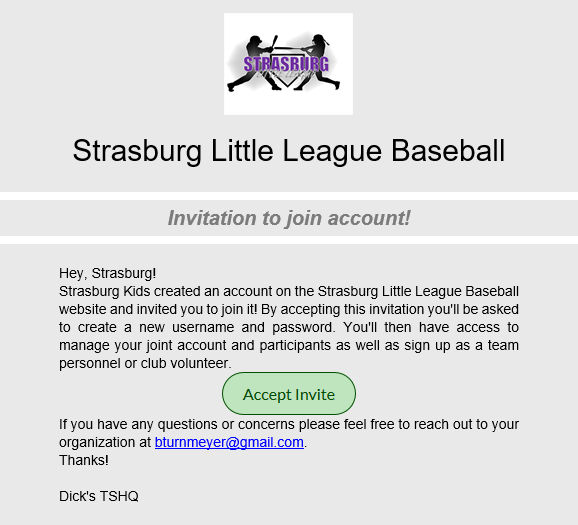 STRASBURG
Strasburg Little League Baseball
Invitation to join account!
Hey, Strasburg!
Strasburg Kids created an account on the Strasburg Little League Baseball
website and invited you to join it! By accepting this invitation you'll be asked
to create a new username and password. You'll then have access to
manage your joint account and participants as well as sign up as a team
personnel or club volunteer.
Accept Invite
If you have any questions or concerns please feel free to reach out to your
organization at bturnmeyer@gmail.com.
Thanks!
Dick's TSHQ